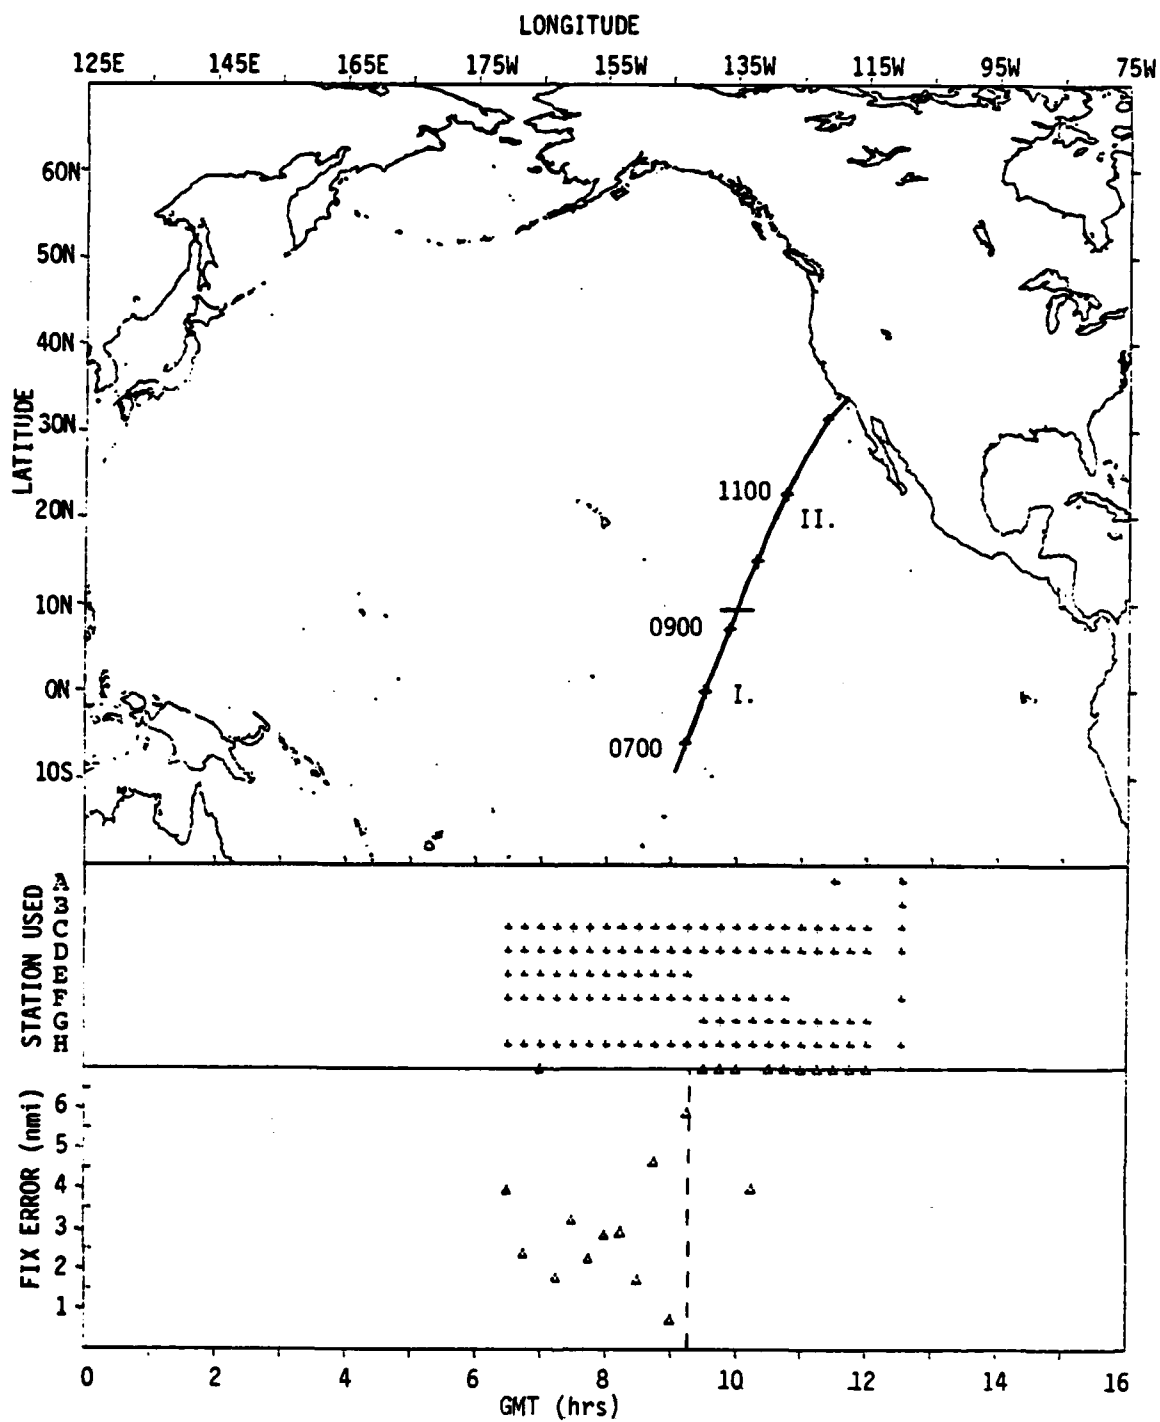 LONGITUDE
125E 145E 165E 175W 155W 135W 115W 95W 75W
LATITUDE
60N
50N
40N
30N
20N
10N
0N
10S
1100
II.
0900
I.
0700
STATION USED
A
B
C
D
E
F
G
H
FIX ERROR (nmi)
6
5
4
3
2
1
0 2 4 6 8 10 12 14 16
GMT (hrs)